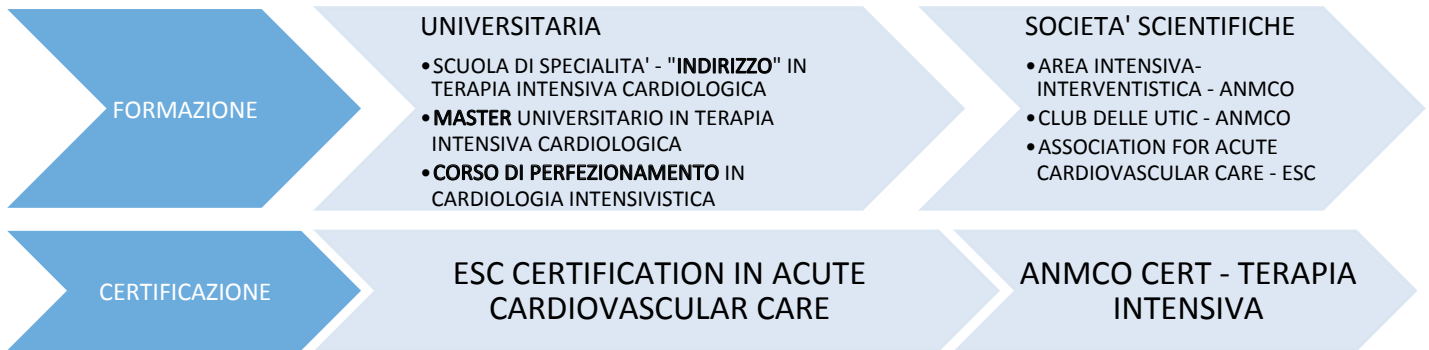 FORMAZIONE
UNIVERSITARIA
•SCUOLA DI SPECIALITA' - "INDIRIZZO" IN
TERAPIA INTENSIVA CARDIOLOGICA
•MASTER UNIVERSITARIO IN TERAPIA
INTENSIVA CARDIOLOGICA
•CORSO DI PERFEZIONAMENTO IN
CARDIOLOGIA INTENSIVISTICA
SOCIETA' SCIENTIFICHE
•AREA INTENSIVA-
INTERVENTISTICA - ANMCO
•CLUB DELLE UTIC - ANMCO
•ASSOCIATION FOR ACUTE
CARDIOVASCULAR CARE - ESC
CERTIFICAZIONE
ESC CERTIFICATION IN ACUTE
CARDIOVASCULAR CARE
ANMCO CERT - TERAPIA
INTENSIVA